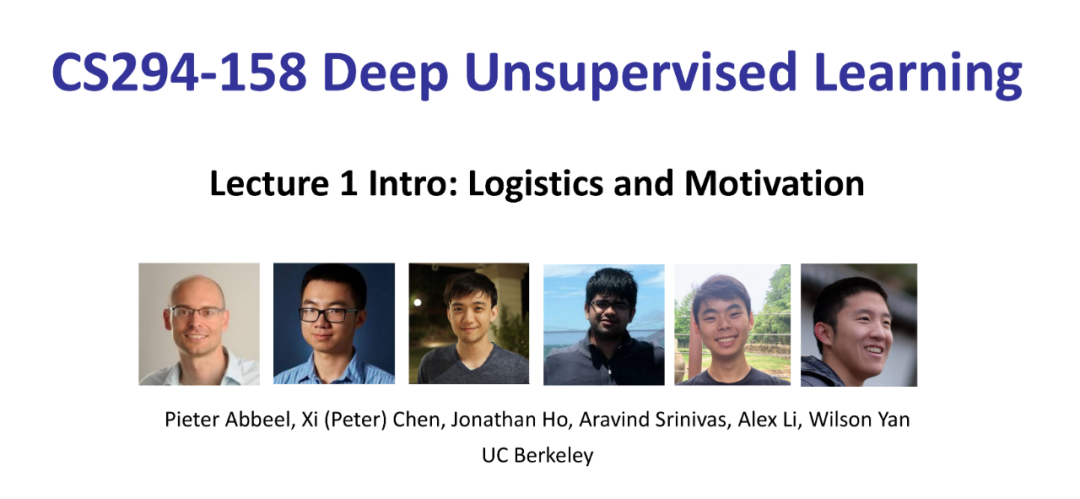 CS294-158 Deep Unsupervised Learning
Lecture 1 Intro: Logistics and Motivation
Pieter Abbeel, Xi (Peter) Chen, Jonathan Ho, Aravind Srinivas, Alex Li, Wilson Yan
UC Berkeley